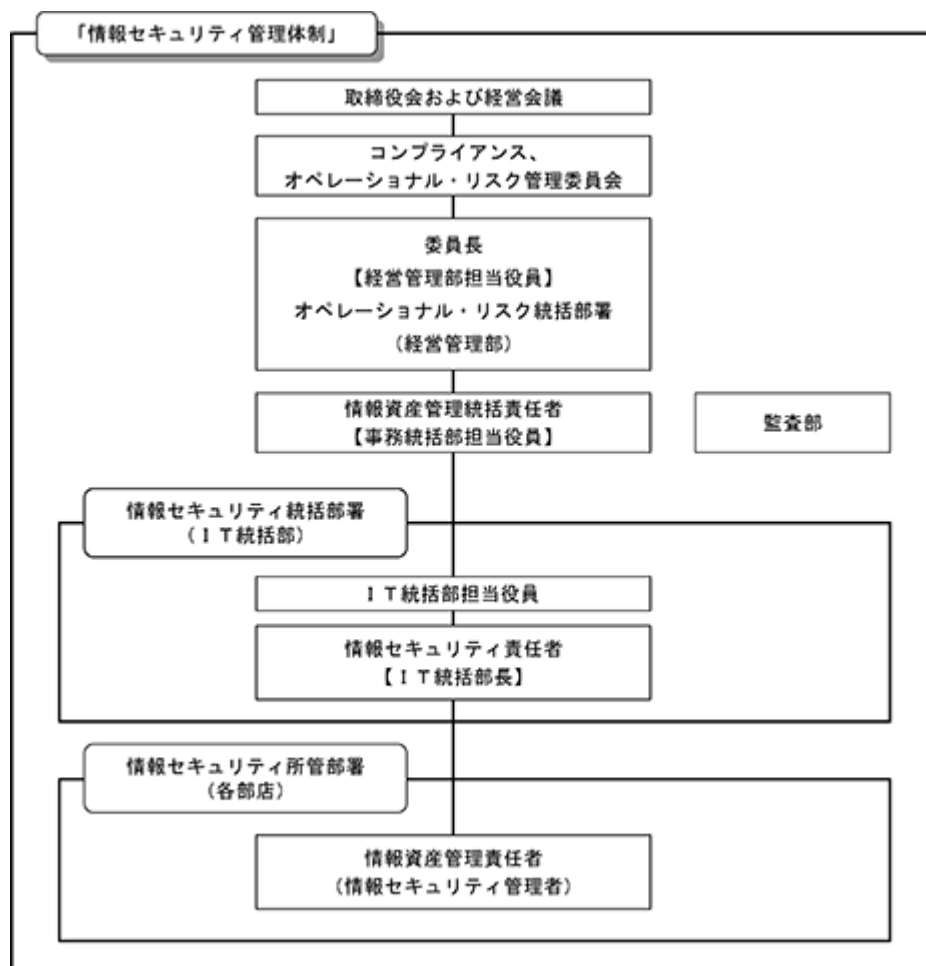 「情報セキュリティ管理体制」
取締役会および経営会議
コンプライアンス、
オペレーショナル・リスク管理委員会
委員長
【経営管理部担当役員】
オペレーショナル・リスク統括部署
（経営管理部）
情報資産管理統括責任者
【事務統括部担当役員】
監査部
情報セキュリティ統括部署
（ＩＴ統括部）
ＩＴ統括部担当役員
情報セキュリティ責任者
【ＩＴ統括部長】
情報セキュリティ所管部署
（各部店）
情報資産管理責任者
（情報セキュリティ管理者）